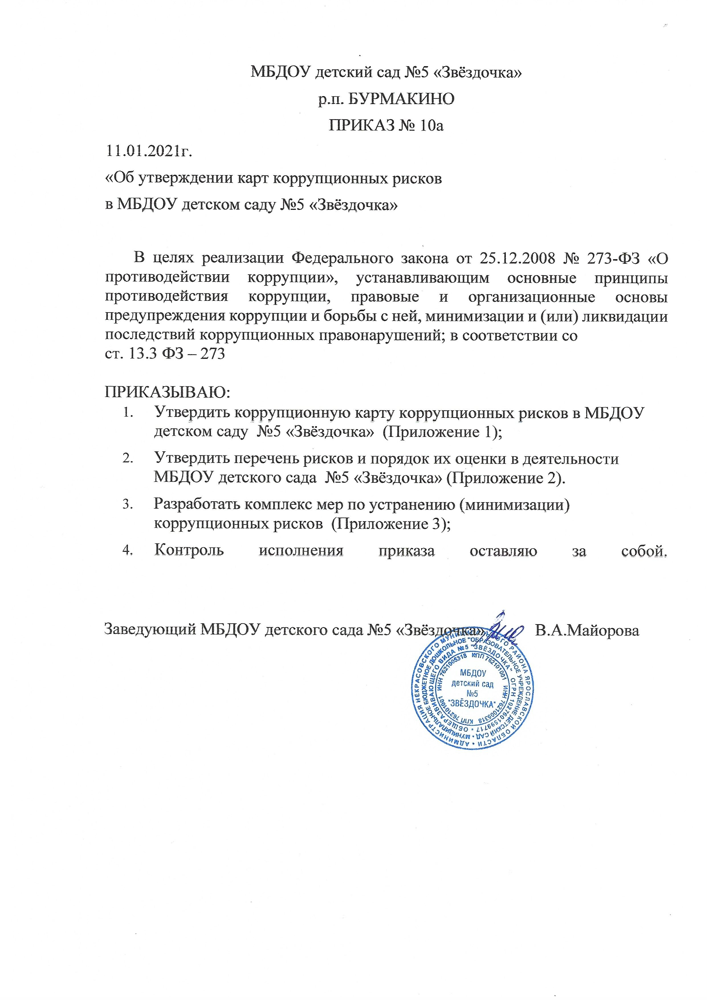 МБДОУ детский сад №5 «Звёздочка»
р.п. БУРМАКИНО
ПРИКАЗ № 10а
11.01.2021г.
«Об утверждении карт коррупционных рисков
в МБДОУ детском саду №5 «Звёздочка»
В целях реализации Федерального закона от 25.12.2008 № 273-ФЗ «О
противодействии коррупции», устанавливающим основные принципы
противодействия коррупции, правовые и организационные основы
предупреждения коррупции и борьбы с ней, минимизации и (или) ликвидации
последствий коррупционных правонарушений; в соответствии со
ст. 13.3 ФЗ – 273
ПРИКАЗЫВАЮ:
1. Утвердить коррупционную карту коррупционных рисков в МБДОУ
детском саду №5 «Звёздочка» (Приложение 1);
2. Утвердить перечень рисков и порядок их оценки в деятельности
МБДОУ детского сада №5 «Звёздочка» (Приложение 2).
3. Разработать комплекс мер по устранению (минимизации)
коррупционных рисков (Приложение 3);
4. Контроль исполнения приказа оставляю за собой.
Заведующий МБДОУ детского сада №5 «Звёздочка» В.А.Майорова
АДМИНИСТРАЦИЯ НЕКРАСОВСКОГО МУНИЦИПАЛЬНОГО РАЙОНА ЯРОСЛАВСКОЙ ОБЛАСТИ •
МУНИЦИПАЛЬНОЕ БЮДЖЕТНОЕ ДОШКОЛЬНОЕ "ОБРАЗОВАТЕЛЬНОЕ УЧРЕЖДЕНИЕ ДЕТСКИЙ САД •
ОБЩЕРАЗВИВАЮЩЕГО ВИДА №5 "ЗВЁЗДОЧКА" ОГРН 1027601599717 •
ИНН 7621005318 КПП 762101001 ИНН 7621005318 КПП 762101001
МБДОУ
детский сад
№5
"ЗВЁЗДОЧКА"